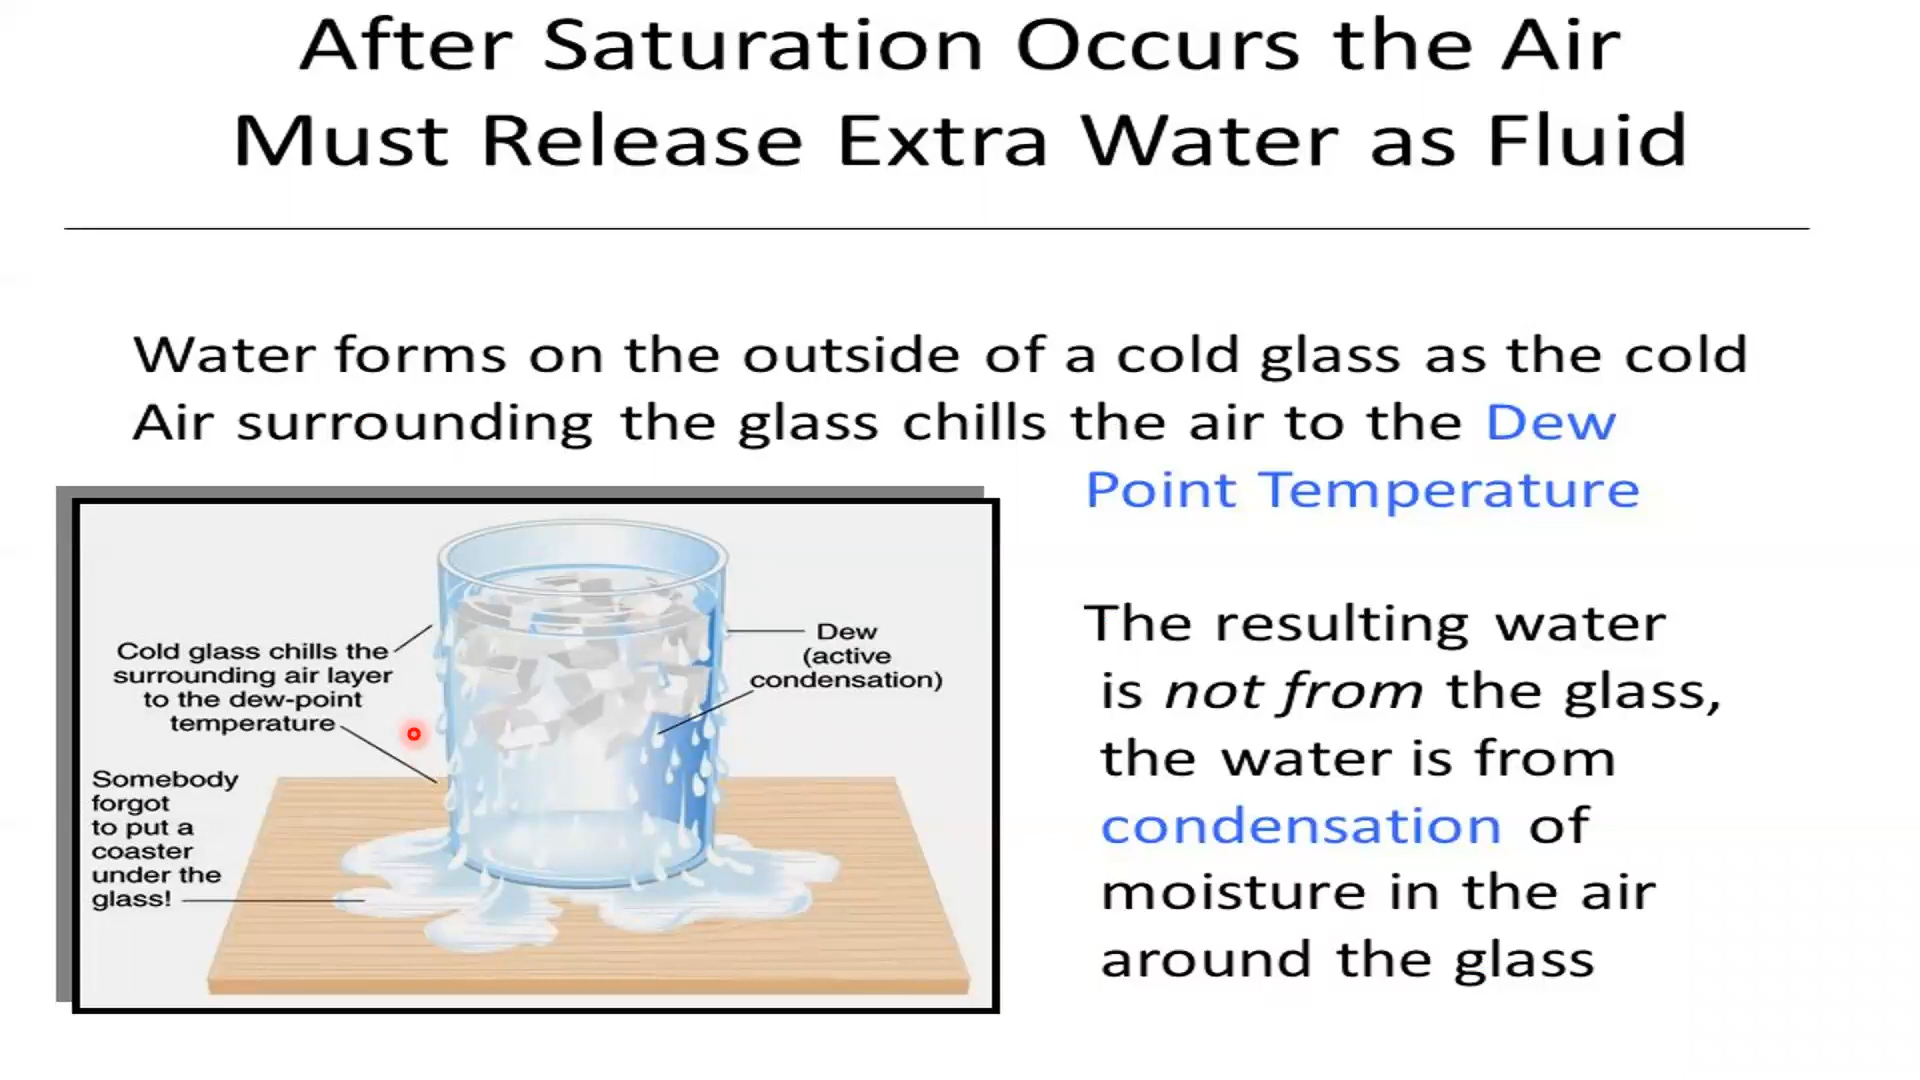 After Saturation Occurs the Air
Must Release Extra Water as Fluid
Water forms on the outside of a cold glass as the cold
Air surrounding the glass chills the air to the Dew
Point Temperature
Cold glass chills the
surrounding air layer
to the dew-point
temperature
Somebody
forgot
to put a
coaster
under the
glass!
Dew
(active
condensation)
The resulting water
is not from the glass,
the water is from
condensation of
moisture in the air
around the glass